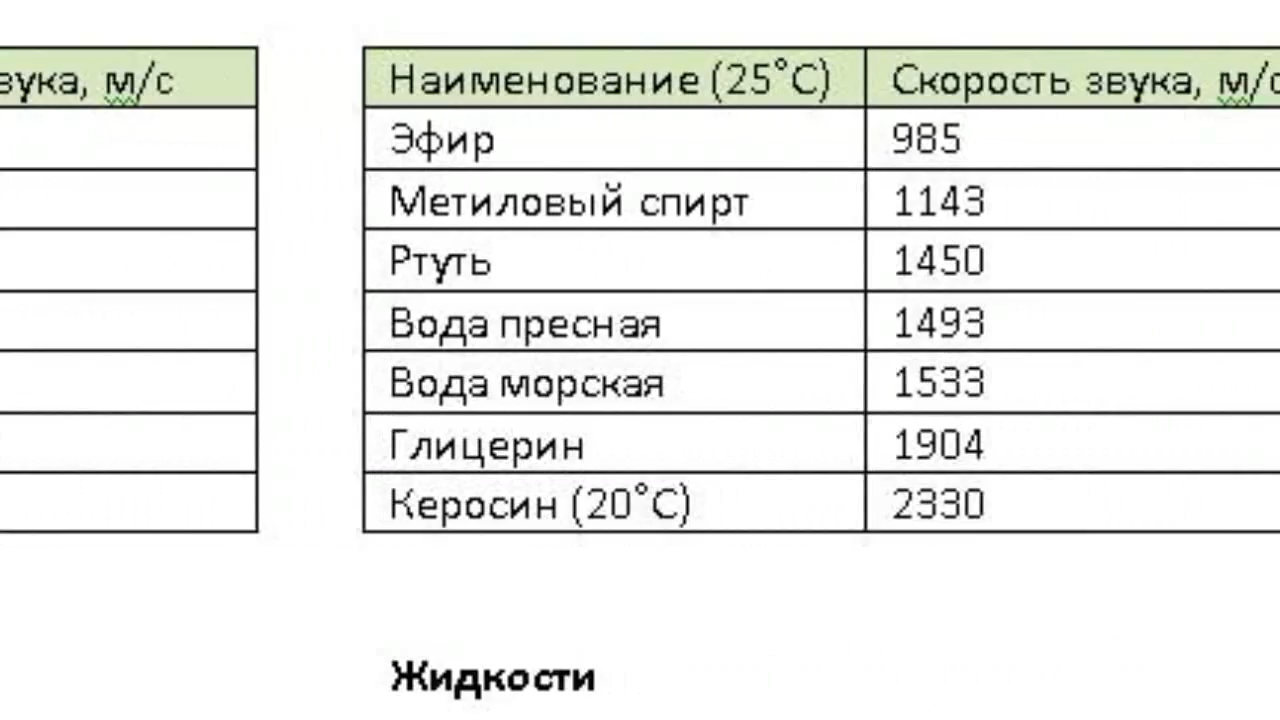 звука, м/с
Наименование (25°С) Скорость звука, м/с
Эфир 985
Метиловый спирт 1143
Ртуть 1450
Вода пресная 1493
Вода морская 1533
Глицерин 1904
Керосин (20°С) 2330
Жидкости